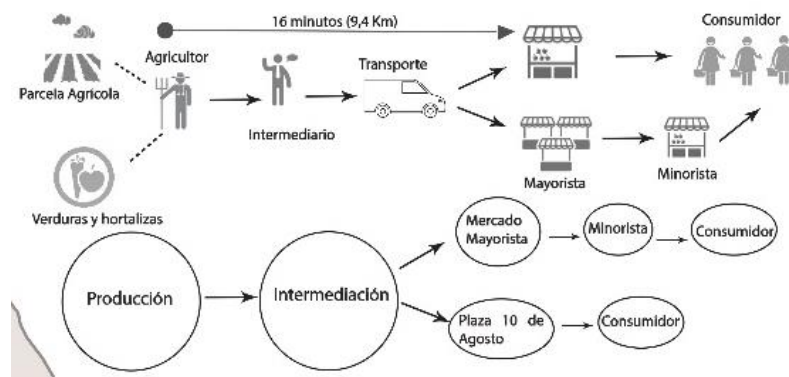 16 minutos (9,4 Km)
Consumidor
Agricultor
Transporte
Parcela Agrícola
Intermediario
Mayorista
Minorista
Verduras y hortalizas
Mercado
Mayorista
Minorista
Consumidor
Producción
Intermediación
Plaza 10 de
Agosto
Consumidor